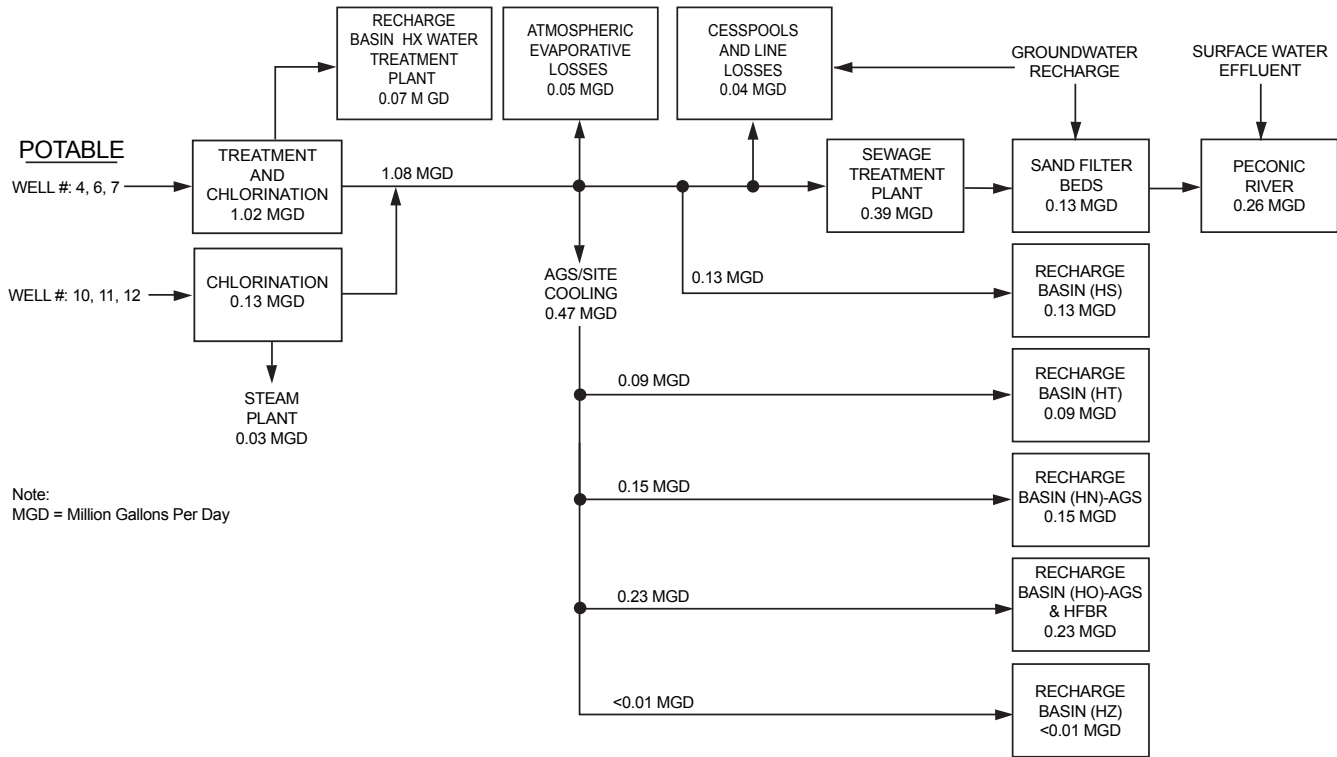 RECHARGE
BASIN HX WATER
TREATMENT
PLANT
0.07 M GD
ATMOSPHERIC
EVAPORATIVE
LOSSES
0.05 MGD
CESSPOOLS
AND LINE
LOSSES
0.04 MGD
GROUNDWATER
RECHARGE
SURFACE WATER
EFFLUENT
POTABLE
WELL #: 4, 6, 7
TREATMENT
AND
CHLORINATION
1.02 MGD
1.08 MGD
SEWAGE
TREATMENT
PLANT
0.39 MGD
SAND FILTER
BEDS
0.13 MGD
PECONIC
RIVER
0.26 MGD
WELL #: 10, 11, 12
CHLORINATION
0.13 MGD
AGS/SITE
COOLING
0.47 MGD
0.13 MGD
RECHARGE
BASIN (HS)
0.13 MGD
STEAM
PLANT
0.03 MGD
0.09 MGD
RECHARGE
BASIN (HT)
0.09 MGD
Note:
MGD = Million Gallons Per Day
0.15 MGD
RECHARGE
BASIN (HN)-AGS
0.15 MGD
0.23 MGD
RECHARGE
BASIN (HO)-AGS
& HFBR
0.23 MGD
<0.01 MGD
RECHARGE
BASIN (HZ)
<0.01 MGD